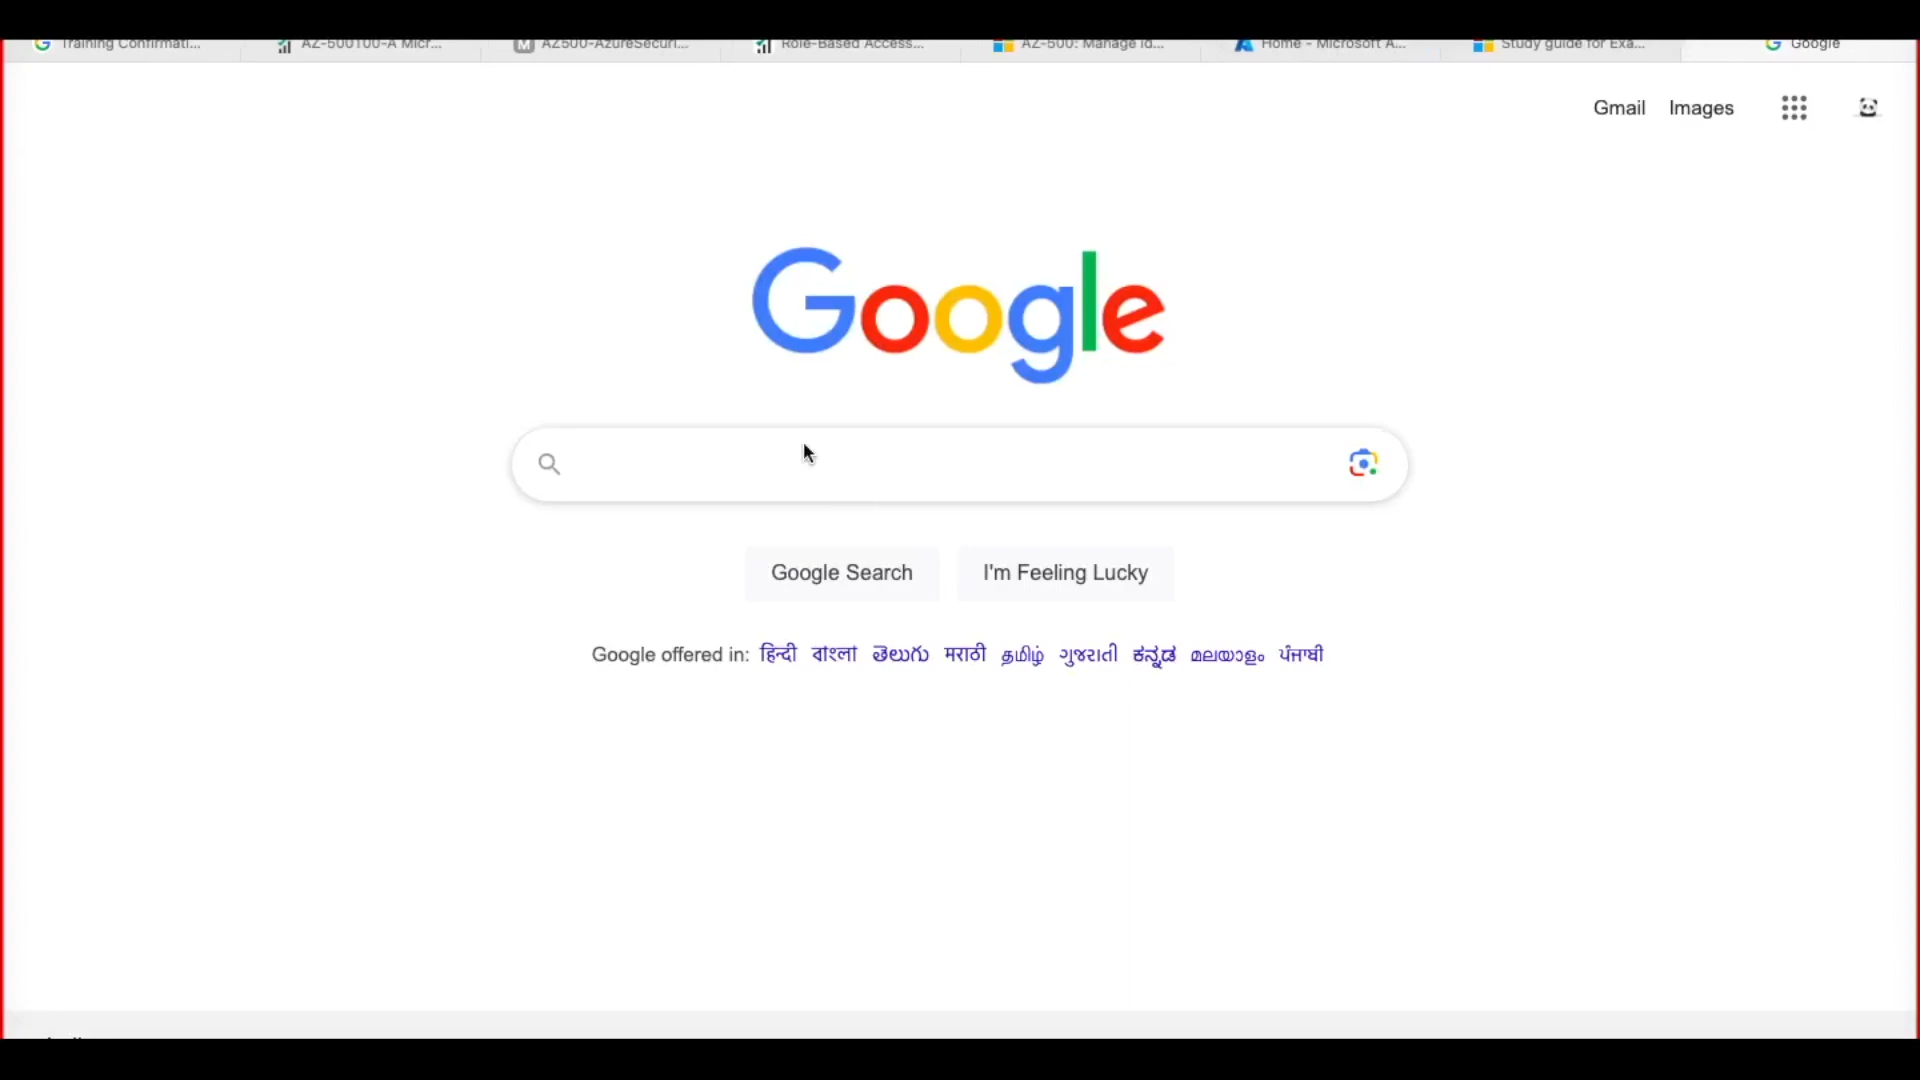 Training Confirmati... AZ-500100-A Micr... AZ500-AzureSecuri... Role-Based Access... AZ-500: Manage Id... Home - Microsoft A... Study guide for Exa... Google
Gmail Images
Google
Google Search I'm Feeling Lucky
Google offered in: हिन्दी বাংলা తెలుగు मराठी தமிழ் ગુજરાતી ಕನ್ನಡ മലയാളം ਪੰਜਾਬੀ